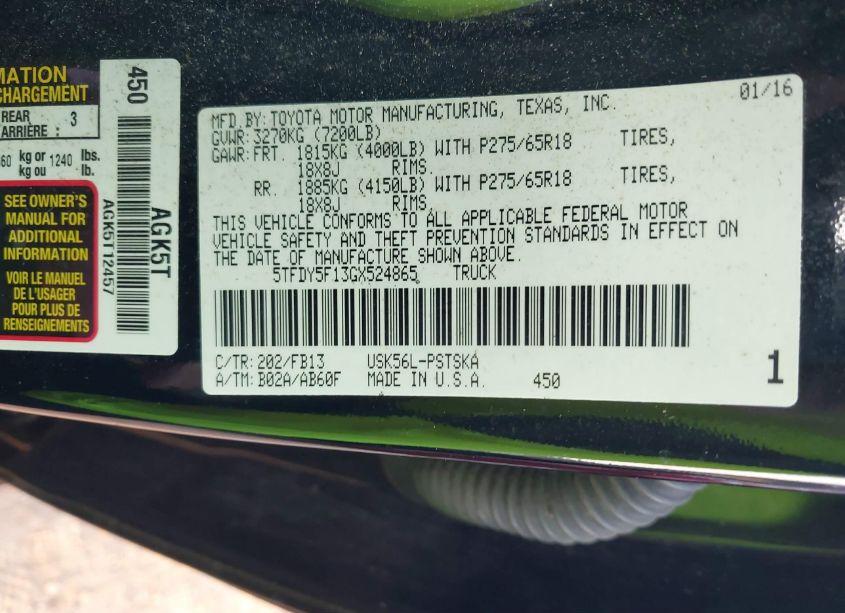 MATION
CHARGEMENT
REAR
ARRIÈRE : 3
60 kg or 1240 lbs.
kg ou lb.
SEE OWNER'S
MANUAL FOR
ADDITIONAL
INFORMATION
VOIR LE MANUEL
DE L'USAGER
POUR PLUS DE
RENSEIGNEMENTS
450
AGK5T
AGK5T12457
01/16
MFD.BY:TOYOTA MOTOR MANUFACTURING, TEXAS, INC.
GVWR:3270KG (7200LB)
GAWR:FRT. 1815KG (4000LB) WITH P275/65R18 TIRES,
18X8J RIMS.
RR. 1885KG (4150LB) WITH P275/65R18 TIRES,
18X8J RIMS.
THIS VEHICLE CONFORMS TO ALL APPLICABLE FEDERAL MOTOR
VEHICLE SAFETY AND THEFT PREVENTION STANDARDS IN EFFECT ON
THE DATE OF MANUFACTURE SHOWN ABOVE.
5TFDY5F13GX524865 TRUCK
C/TR:202/FB13 USK56L-PSTSKA
A/TM:B02A/AB60F MADE IN U.S.A. 450
1